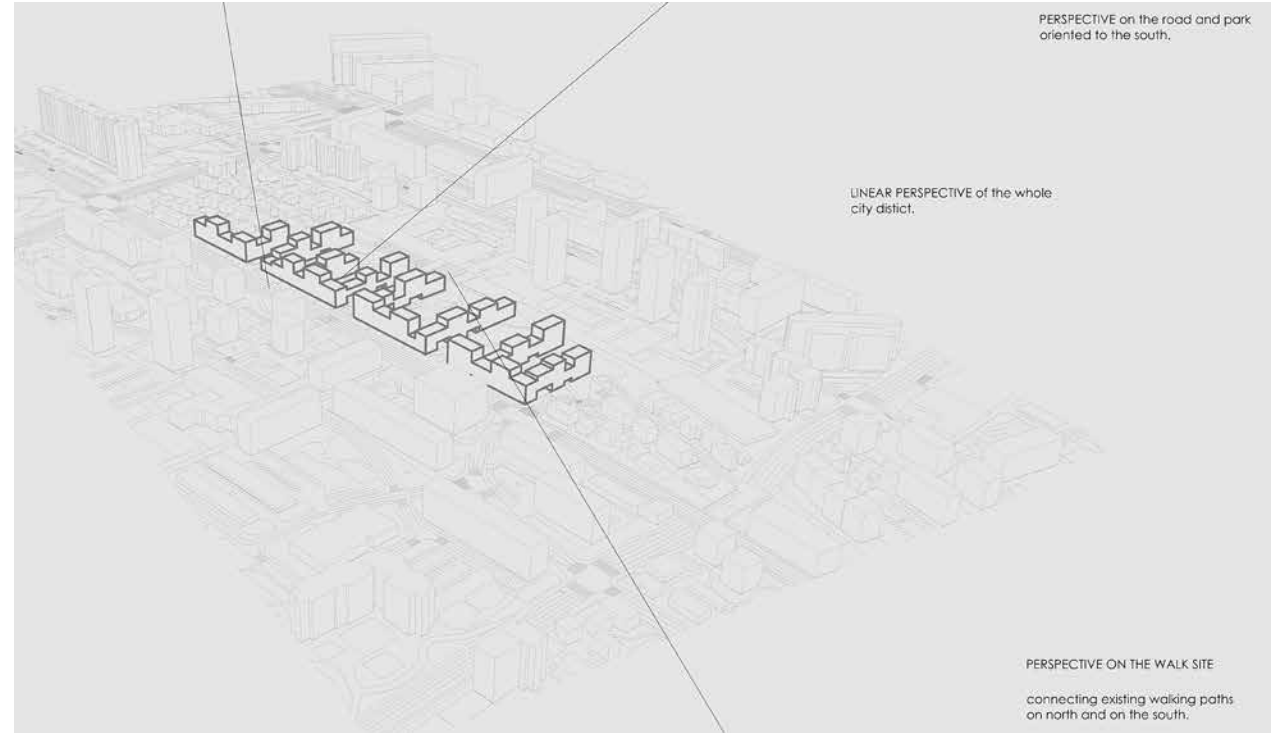 PERSPECTIVE on the road and park
oriented to the south.
LINEAR PERSPECTIVE of the whole
city distict.
PERSPECTIVE ON THE WALK SITE
connecting existing walking paths
on north and on the south.